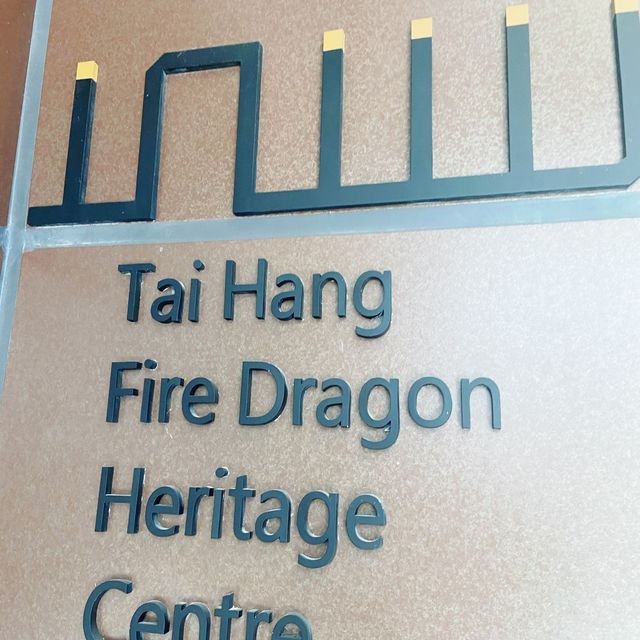 Tai Hang
Fire Dragon
Heritage
Centre